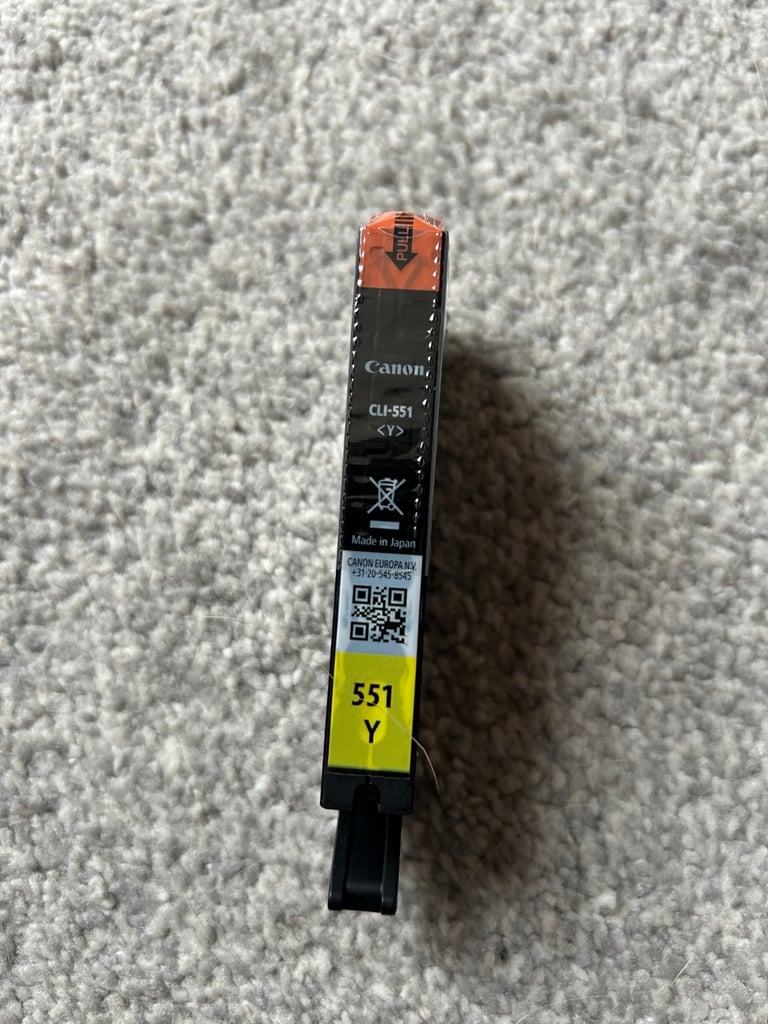 PULL
Canon
CLI-551
<Y>
Made in Japan
CANON EUROPA N.V.
+31-20-545-8545
551
Y